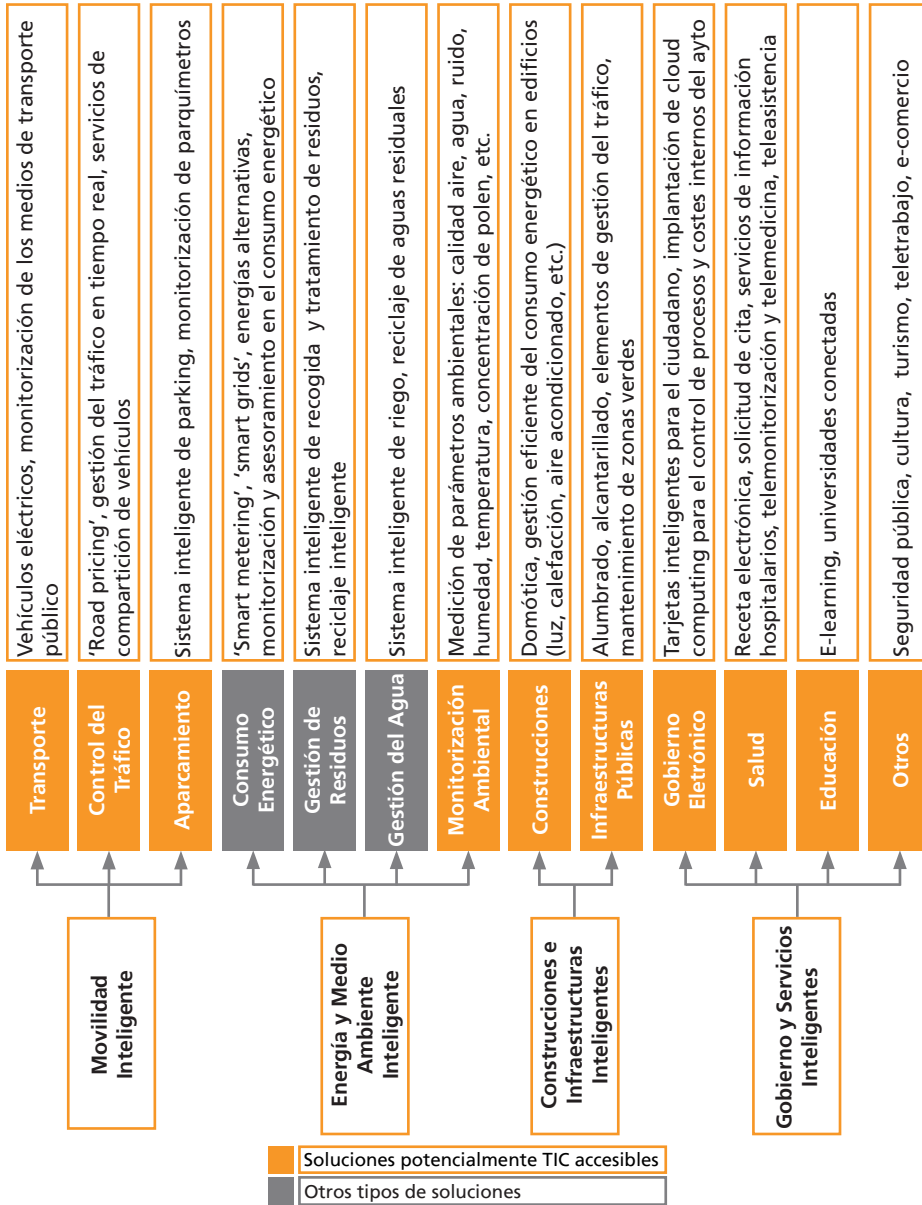 Movilidad
Inteligente
Transporte
Vehículos eléctricos, monitorización de los medios de transporte
público
Control del
Tráfico
'Road pricing', gestión del tráfico en tiempo real, servicios de
compartición de vehículos
Aparcamiento
Sistema inteligente de parking, monitorización de parquímetros
Energía y Medio
Ambiente
Inteligente
Consumo
Energético
'Smart metering', 'smart grids', energías alternativas,
monitorización y asesoramiento en el consumo energético
Gestión de
Residuos
Sistema inteligente de recogida y tratamiento de residuos,
reciclaje inteligente
Gestión del Agua
Sistema inteligente de riego, reciclaje de aguas residuales
Monitorización
Ambiental
Medición de parámetros ambientales: calidad aire, agua, ruido,
humedad, temperatura, concentración de polen, etc.
Construcciones e
Infraestructuras
Inteligentes
Construcciones
Domótica, gestión eficiente del consumo energético en edificios
(luz, calefacción, aire acondicionado, etc.)
Infraestructuras
Públicas
Alumbrado, alcantarillado, elementos de gestión del tráfico,
mantenimiento de zonas verdes
Gobierno y Servicios
Inteligentes
Gobierno
Eletrónico
Tarjetas inteligentes para el ciudadano, implantación de cloud
computing para el control de procesos y costes internos del ayto
Salud
Receta electrónica, solicitud de cita, servicios de información
hospitalarios, telemonitorización y telemedicina, teleasistencia
Educación
E-learning, universidades conectadas
Otros
Seguridad pública, cultura, turismo, teletrabajo, e-comercio
Soluciones potencialmente TIC accesibles
Otros tipos de soluciones